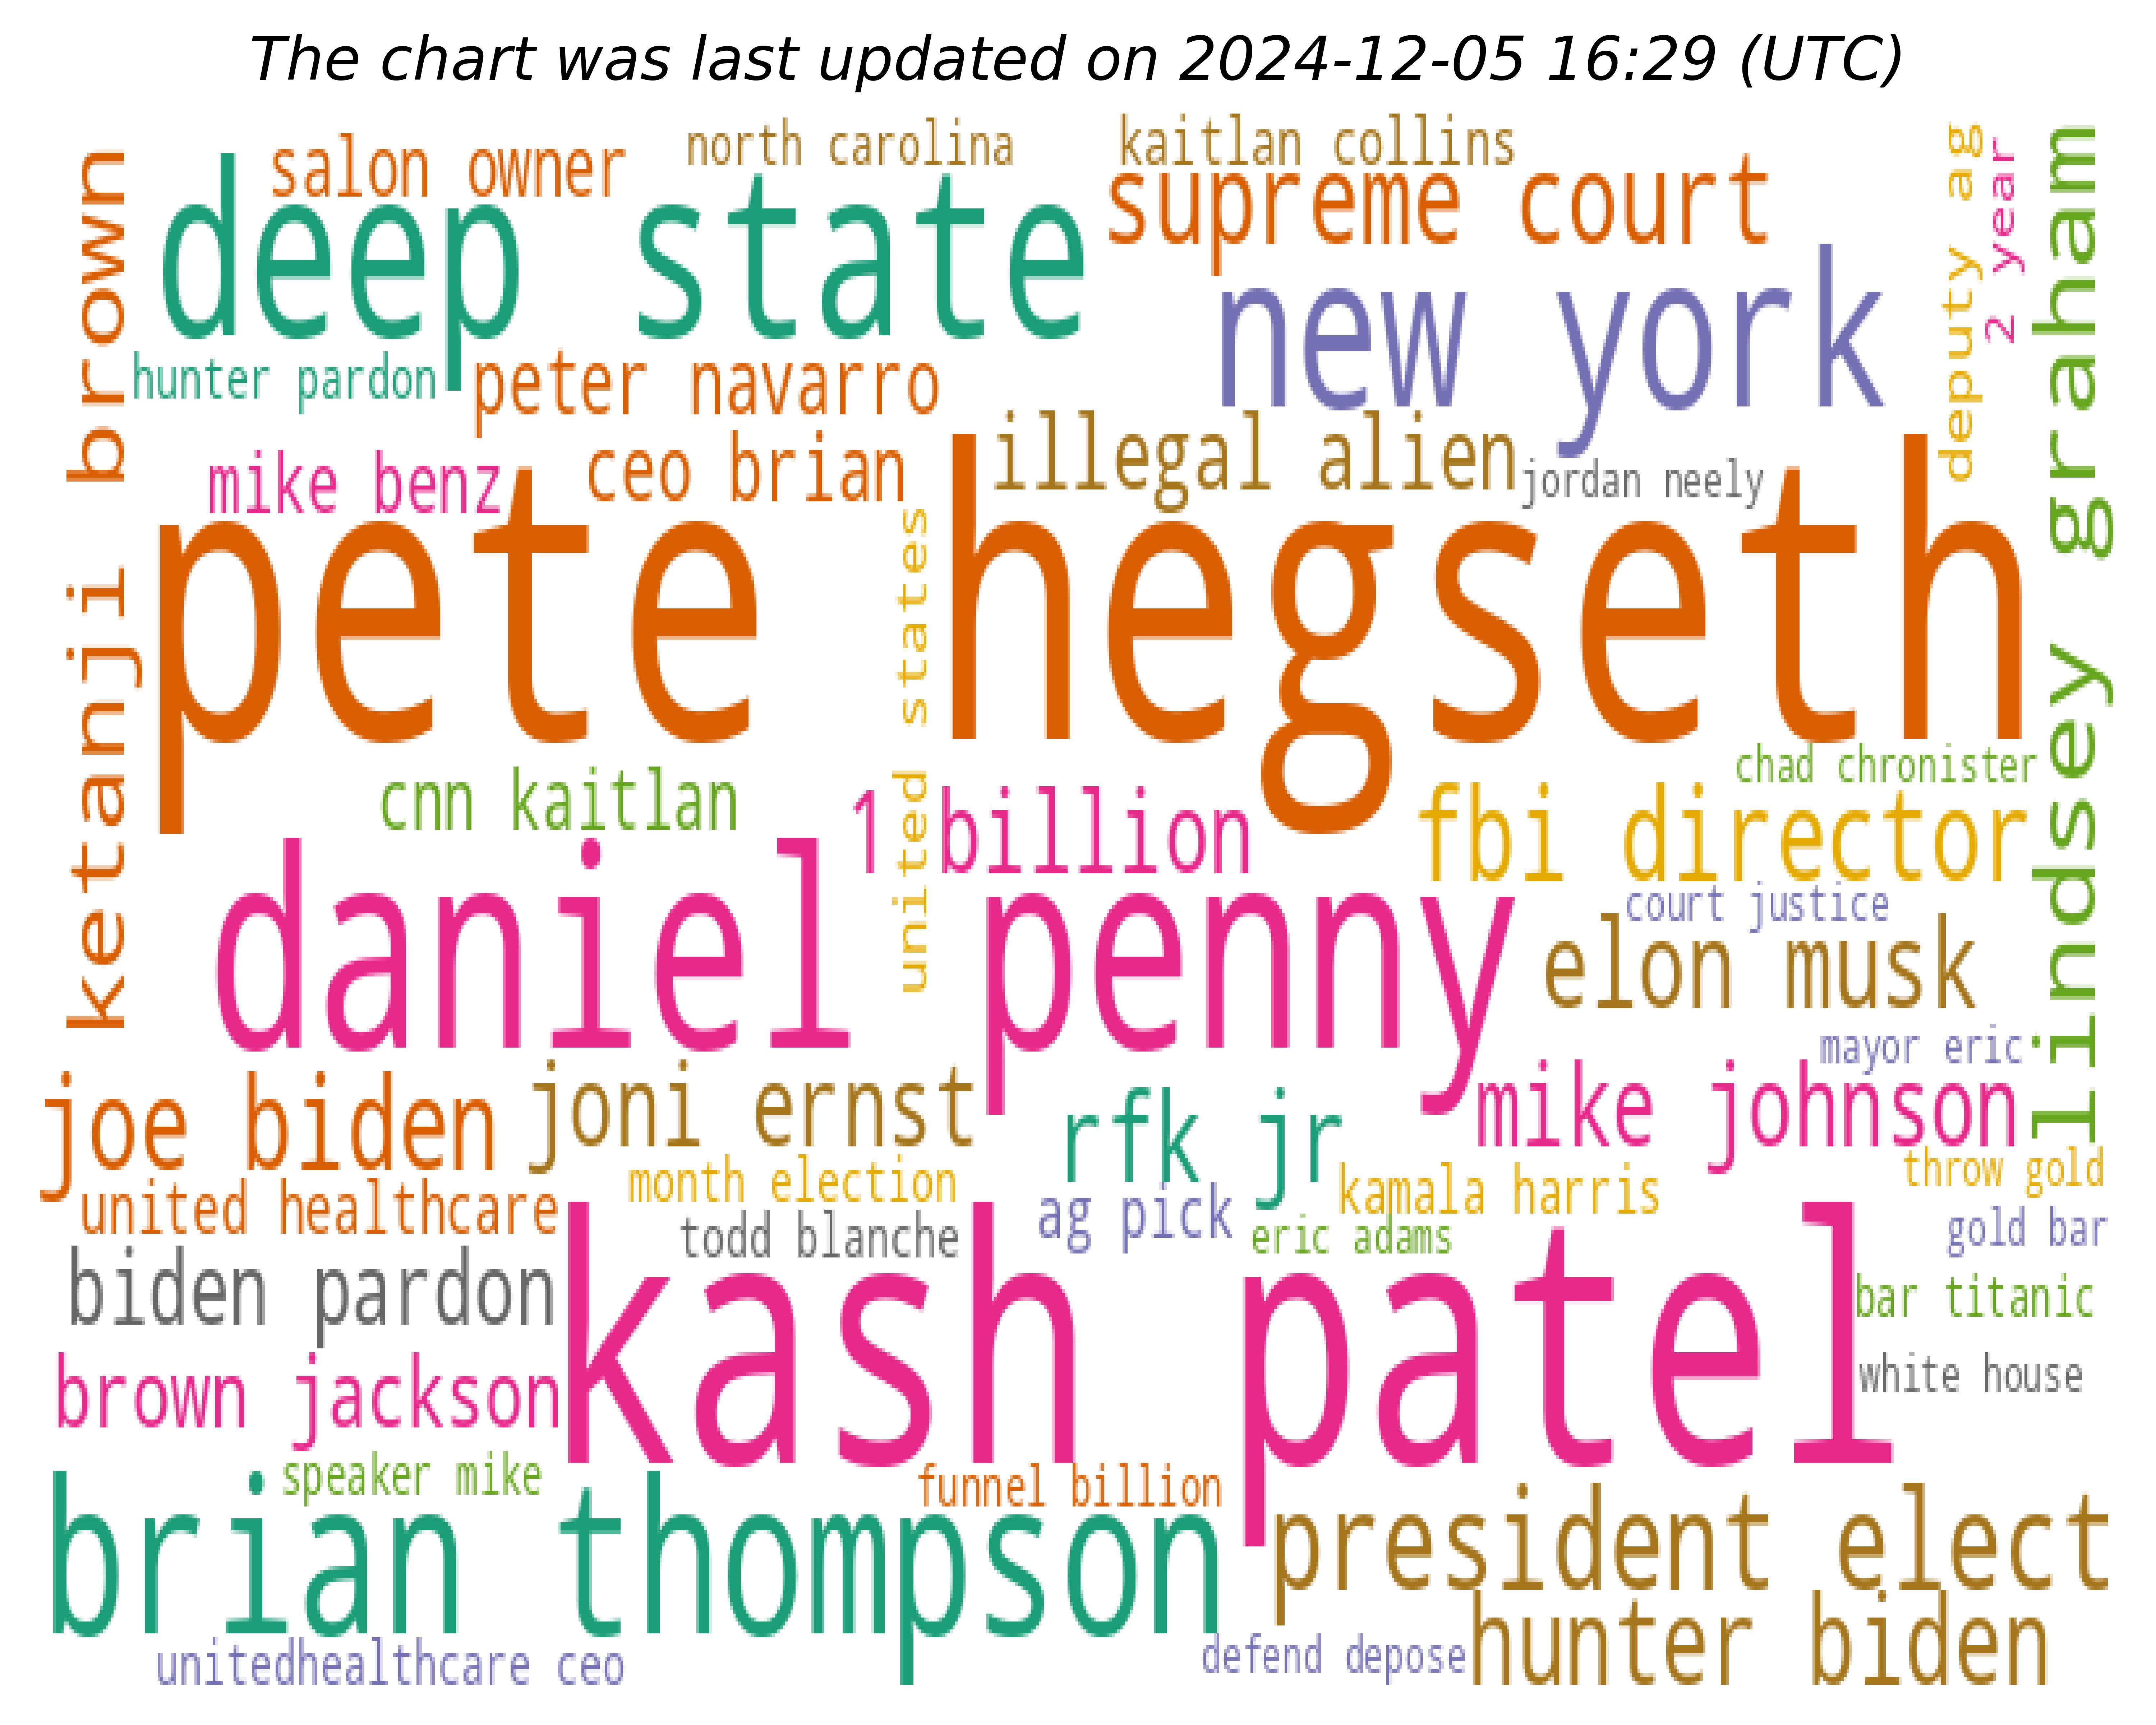 The chart was last updated on 2024-12-05 16:29 (UTC)
north carolina
kaitlan collins
salon owner
supreme court
deep state
deputy ag
2 year
lindsey graham
ketanji brown
new york
hunter pardon
peter navarro
illegal alien
ceo brian
mike benz
jordan neely
pete hegseth
united states
chad chronister
cnn kaitlan
1 billion
fbi director
court justice
daniel penny
elon musk
mayor eric
joe biden
joni ernst
rfk jr
mike johnson
month election
kamala harris
throw gold
united healthcare
ag pick
todd blanche
eric adams
gold bar
biden pardon
kash patel
bar titanic
brown jackson
white house
speaker mike
funnel billion
brian thompson
president elect
hunter biden
defend depose
unitedhealthcare ceo